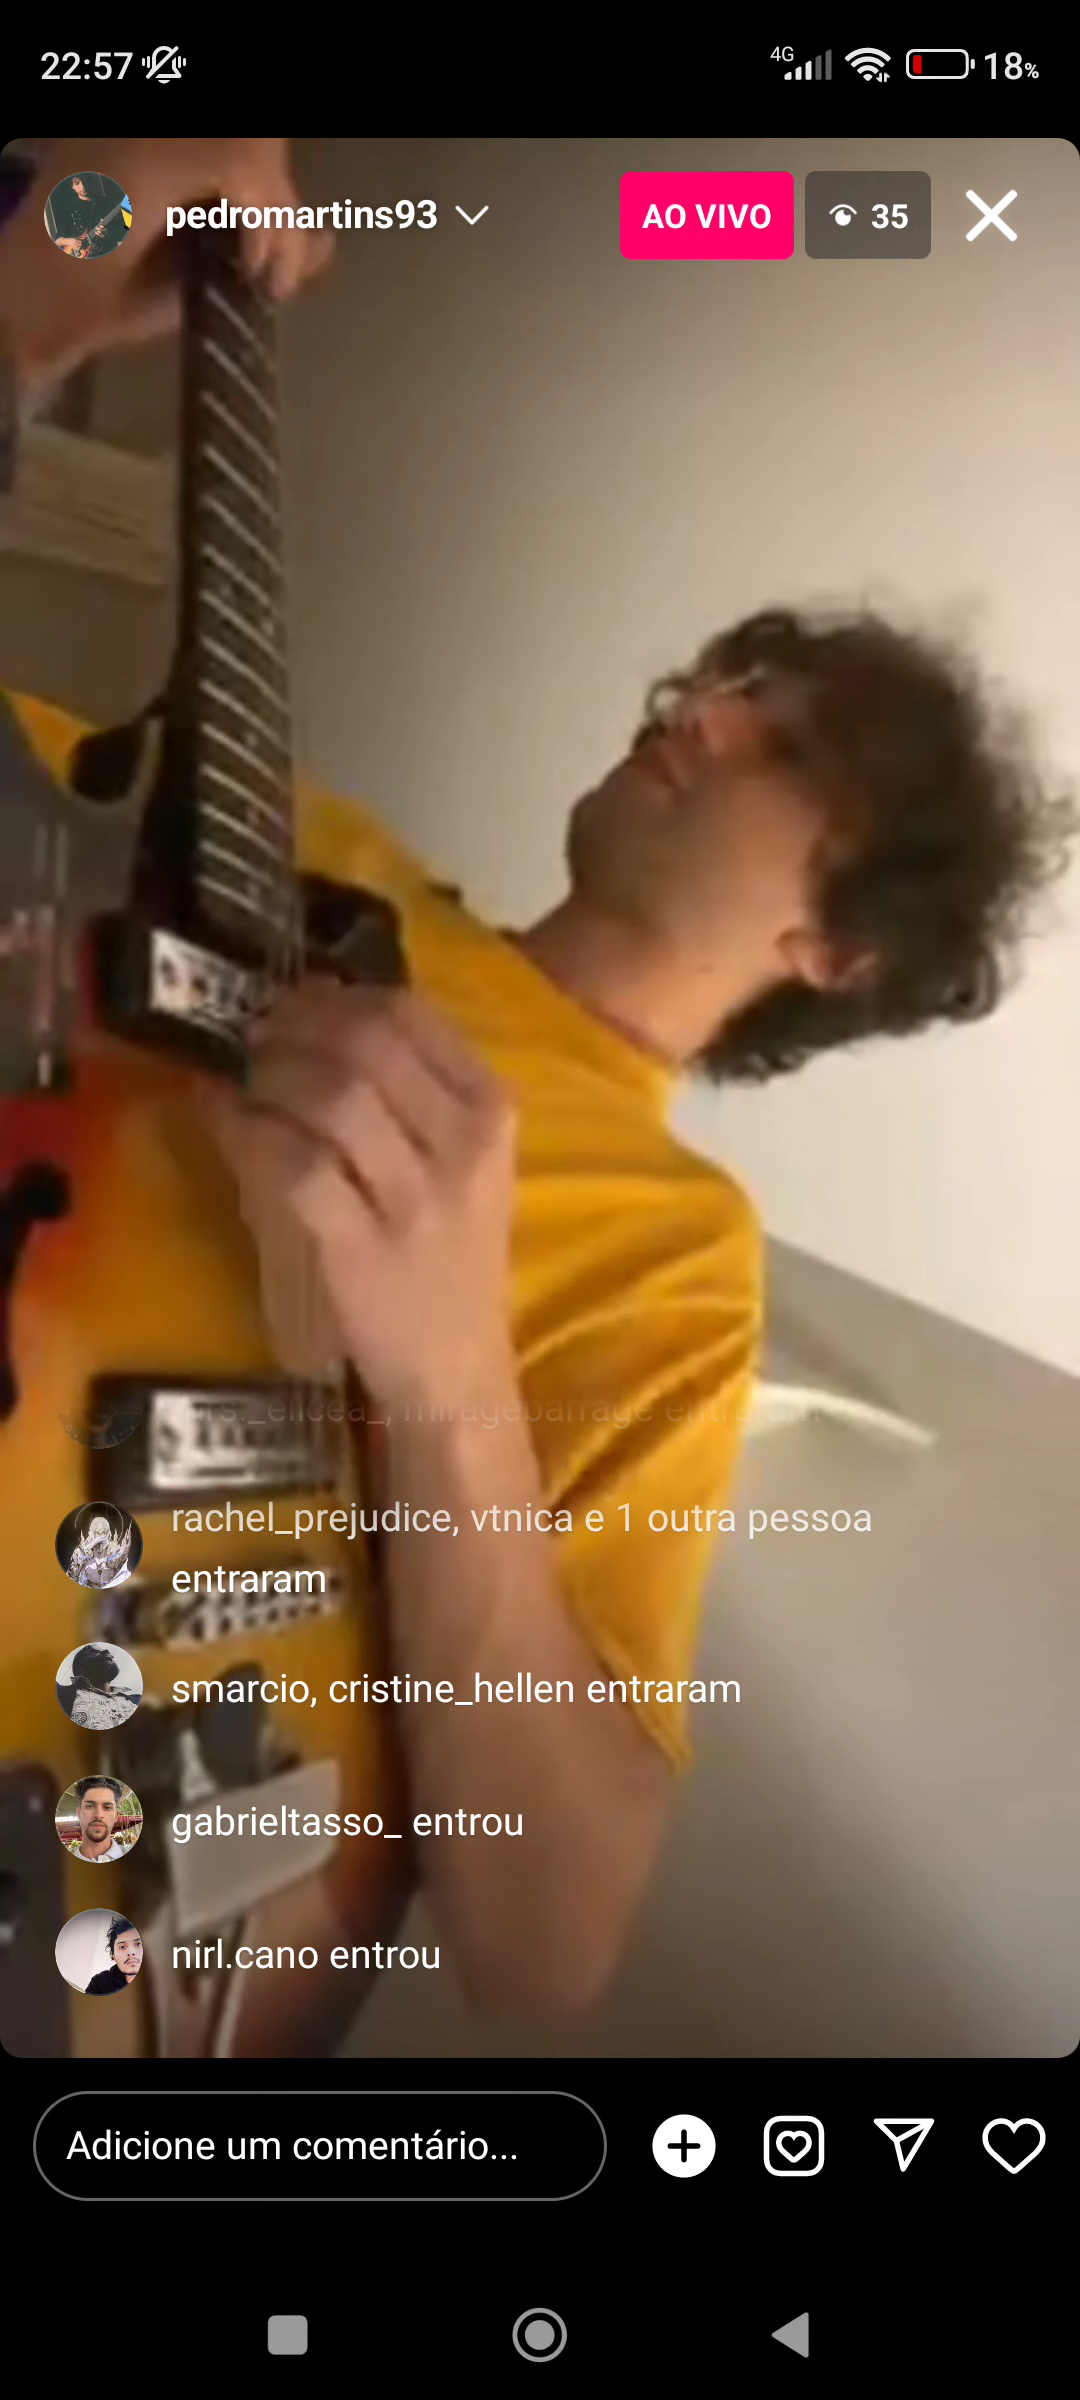 22:57
4G
18%
pedromartins93
AO VIVO
35
entraram
rachel_prejudice, vtnica e 1 outra pessoa
entraram
smarcio, cristine_hellen entraram
gabrieltasso_ entrou
nirl.cano entrou
Adicione um comentário...